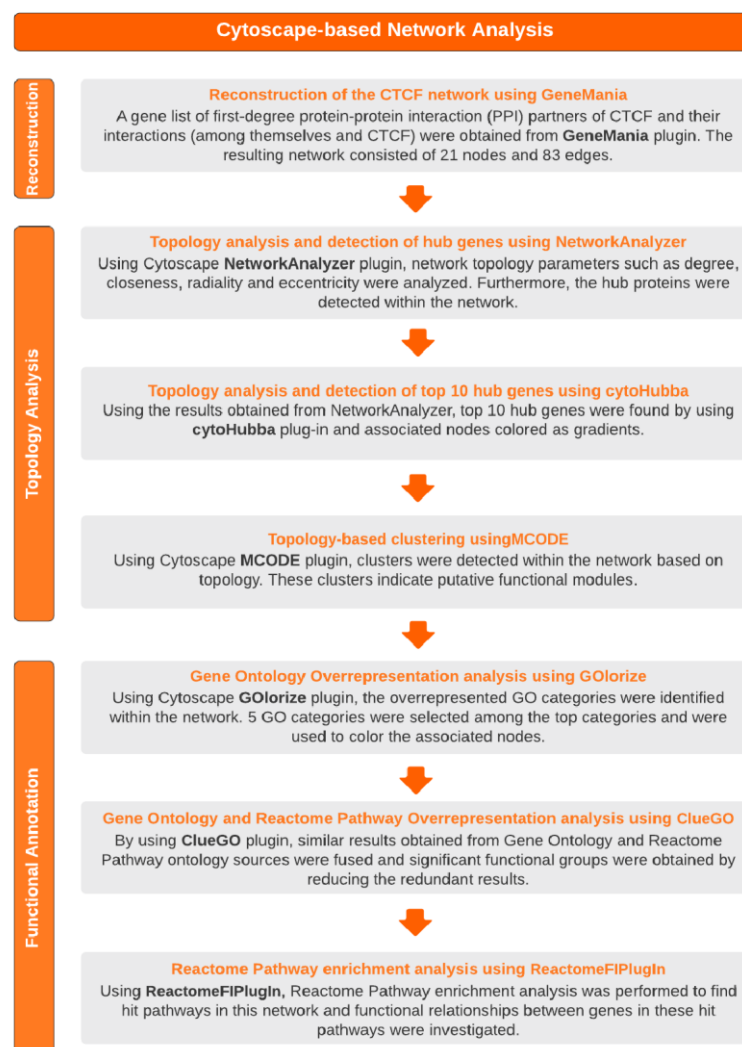 Cytoscape-based Network Analysis
Reconstruction
Reconstruction of the CTCF network using GeneMania
A gene list of first-degree protein-protein interaction (PPI) partners of CTCF and their
interactions (among themselves and CTCF) were obtained from GeneMania plugin. The
resulting network consisted of 21 nodes and 83 edges.
Topology Analysis
Topology analysis and detection of hub genes using NetworkAnalyzer
Using Cytoscape NetworkAnalyzer plugin, network topology parameters such as degree,
closeness, radiality and eccentricity were analyzed. Furthermore, the hub proteins were
detected within the network.
Topology analysis and detection of top 10 hub genes using cytoHubba
Using the results obtained from NetworkAnalyzer, top 10 hub genes were found by using
cytoHubba plug-in and associated nodes colored as gradients.
Topology-based clustering usingMCODE
Using Cytoscape MCODE plugin, clusters were detected within the network based on
topology. These clusters indicate putative functional modules.
Functional Annotation
Gene Ontology Overrepresentation analysis using GOlorize
Using Cytoscape GOlorize plugin, the overrepresented GO categories were identified
within the network. 5 GO categories were selected among the top categories and were
used to color the associated nodes.
Gene Ontology and Reactome Pathway Overrepresentation analysis using ClueGO
By using ClueGO plugin, similar results obtained from Gene Ontology and Reactome
Pathway ontology sources were fused and significant functional groups were obtained by
reducing the redundant results.
Reactome Pathway enrichment analysis using ReactomeFIPlugIn
Using ReactomeFIPlugIn, Reactome Pathway enrichment analysis was performed to find
hit pathways in this network and functional relationships between genes in these hit
pathways were investigated.